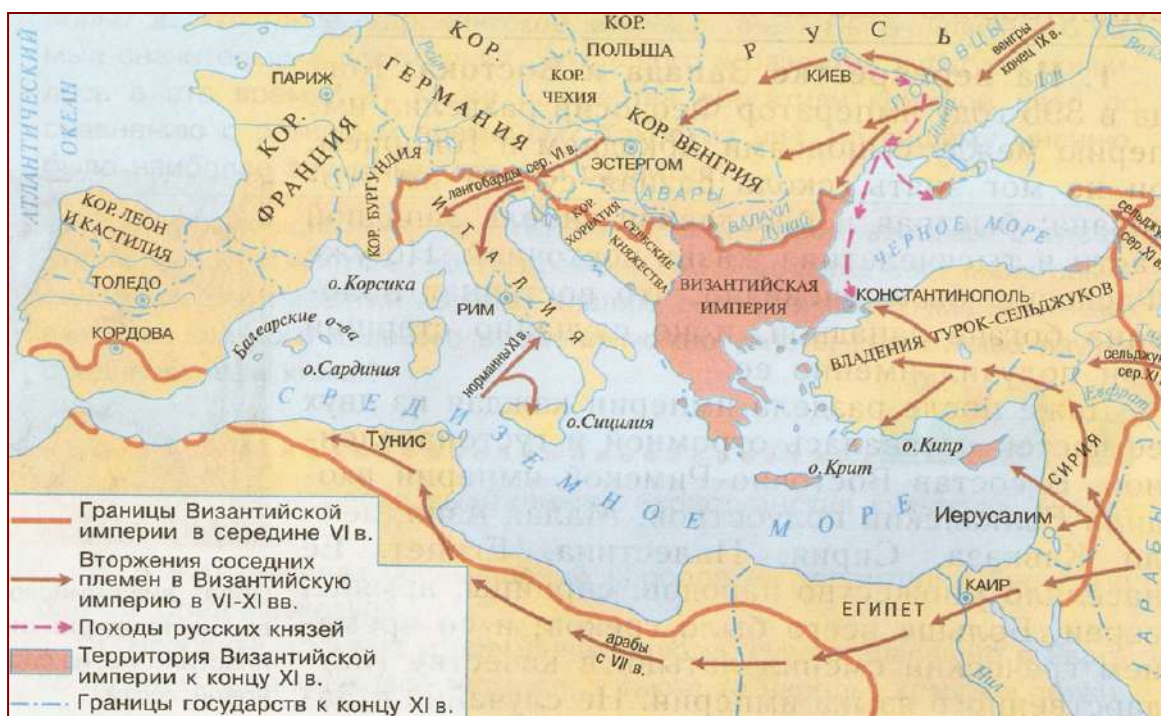 АТЛАНТИЧЕСКИЙ
ОКЕАН
ПАРИЖ
КОР. ФРАНЦИЯ
КОР. ГЕРМАНИЯ
Рейн
КОР. ПОЛЬША
КОР. ЧЕХИЯ
РУСЬ
КИЕВ
венгры
конец IX в.
Дон
КОР. БУРГУНДИЯ
лангобарды сер. VI в.
ЭСТЕРГОМ
КОР. ВЕНГРИЯ
АВАРЫ
ВАЛАХИ
Дунай
КОР. ХОРВАТИЯ
СЕРБСКИЕ
КНЯЖЕСТВА
ИТАЛИЯ
КОР. ЛЕОН
И КАСТИЛИЯ
ТОЛЕДО
КОРДОВА
Балеарские о-ва
о. Корсика
о. Сардиния
РИМ
норманны XI в.
о. Сицилия
Тунис
СРЕДИЗЕМНОЕ МОРЕ
ВИЗАНТИЙСКАЯ
ИМПЕРИЯ
ЧЕРНОЕ МОРЕ
КОНСТАНТИНОПОЛЬ
ВЛАДЕНИЯ ТУРОК-СЕЛЬДЖУКОВ
сельджу
сер. XI в.
сельджук
сер. XI
Евфрат
о. Крит
о. Кипр
СИРИЯ
Иерусалим
КАИР
ЕГИПЕТ
Нил
АРАБЫ
арабы
с VII в.
Границы Византийской
империи в середине VI в.
Вторжения соседних
племен в Византийскую
империю в VI-XI вв.
Походы русских князей
Территория Византийской
империи к концу XI в.
Границы государств к концу XI в.